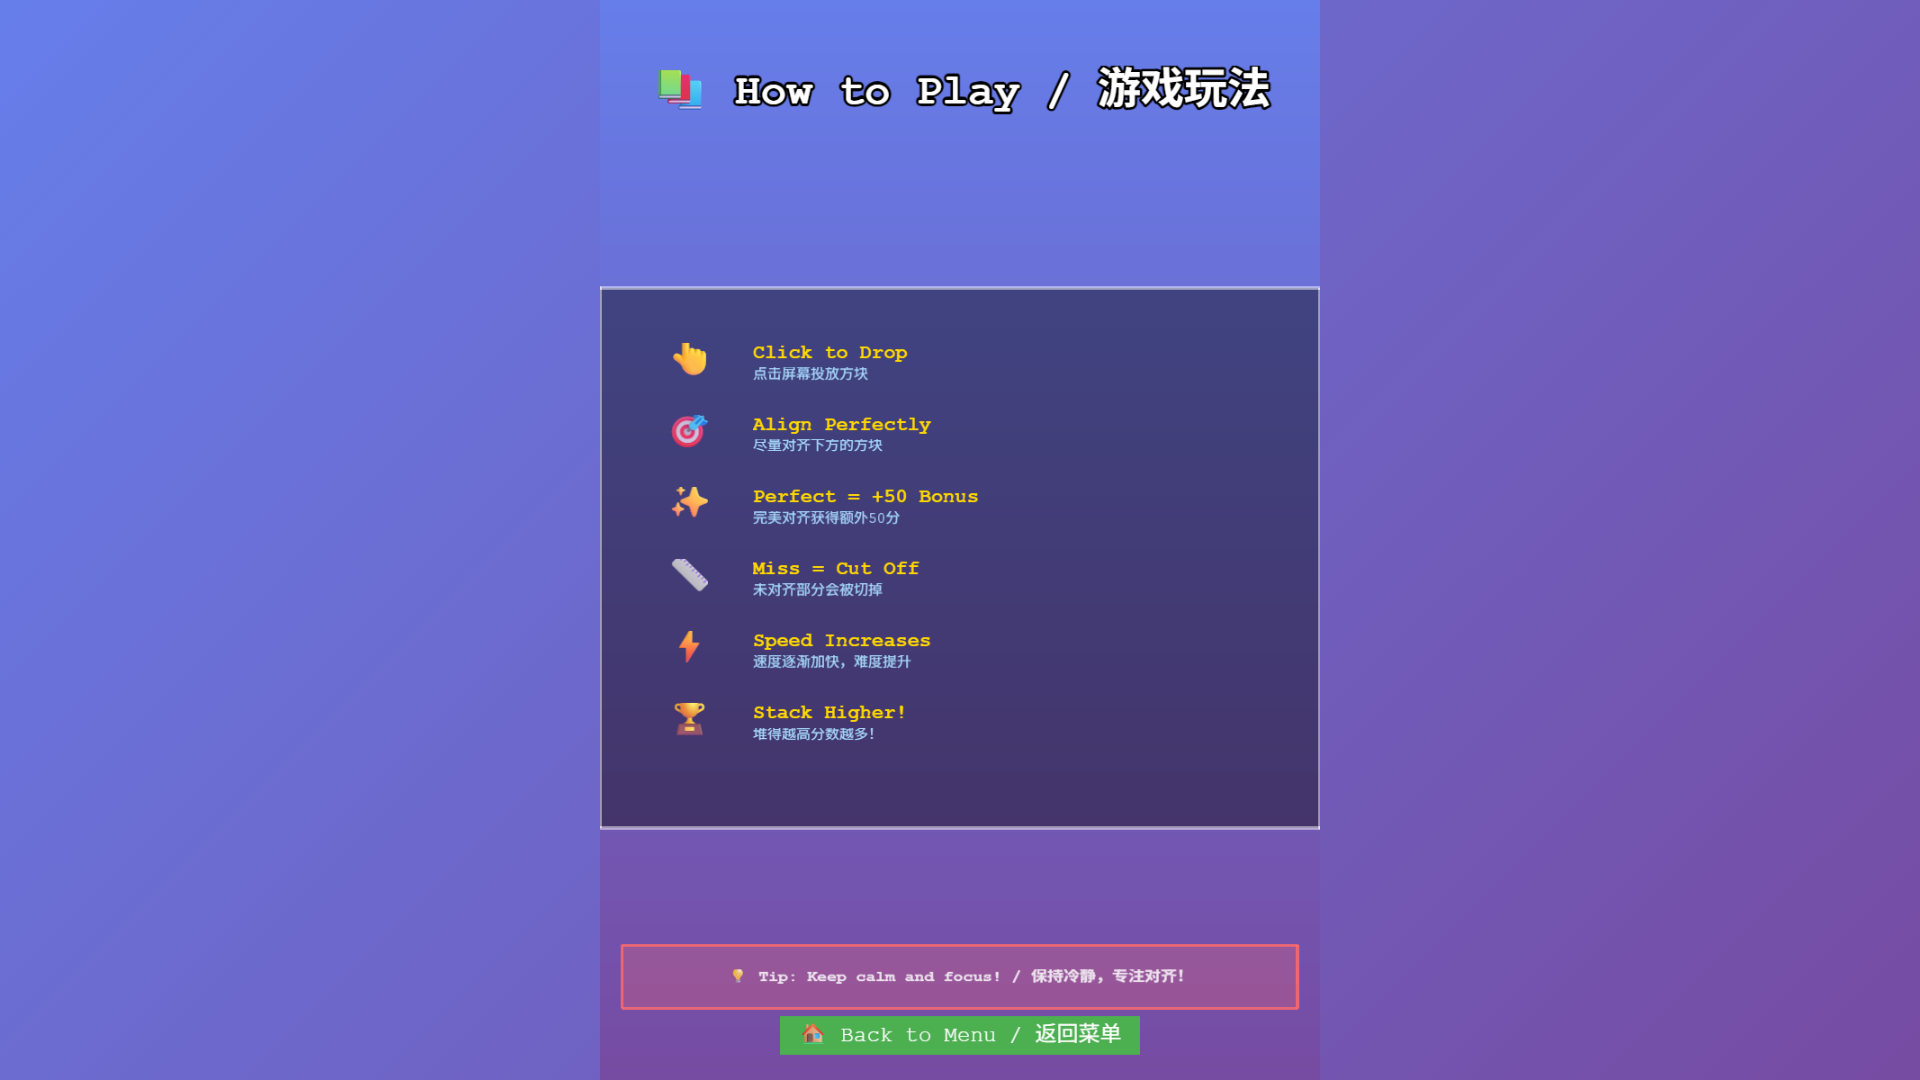 How to Play / 游戏玩法
Click to Drop
点击屏幕投放方块
Align Perfectly
尽量对齐下方的方块
Perfect = +50 Bonus
完美对齐获得额外50分
Miss = Cut Off
未对齐部分会被切掉
Speed Increases
速度逐渐加快，难度提升
Stack Higher!
堆得越高分数越多！
Tip: Keep calm and focus! / 保持冷静，专注对齐！
Back to Menu / 返回菜单